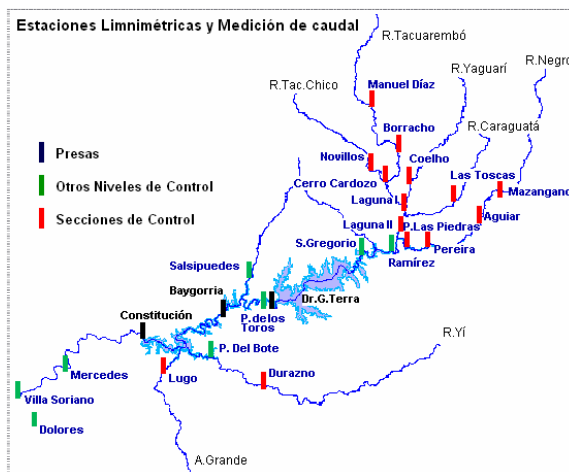 Estaciones Limnimétricas y Medición de caudal
R.Tacuarembó
R.Negro
R.Yaguarí
R.Tac.Chico
Manuel Díaz
R.Caraguatá
Borracho
Presas
Novillos
Coelho
Las Toscas
Otros Niveles de Control
Cerro Cardozo
Mazangano
Laguna I
Secciones de Control
Aguiar
Laguna II
P.Las Piedras
S.Gregorio
Pereira
Ramírez
Salsipuedes
Baygorria
Dr.G.Terra
P.delos
Toros
Constitución
R.Yí
P. Del Bote
Mercedes
Lugo
Durazno
Villa Soriano
Dolores
A.Grande